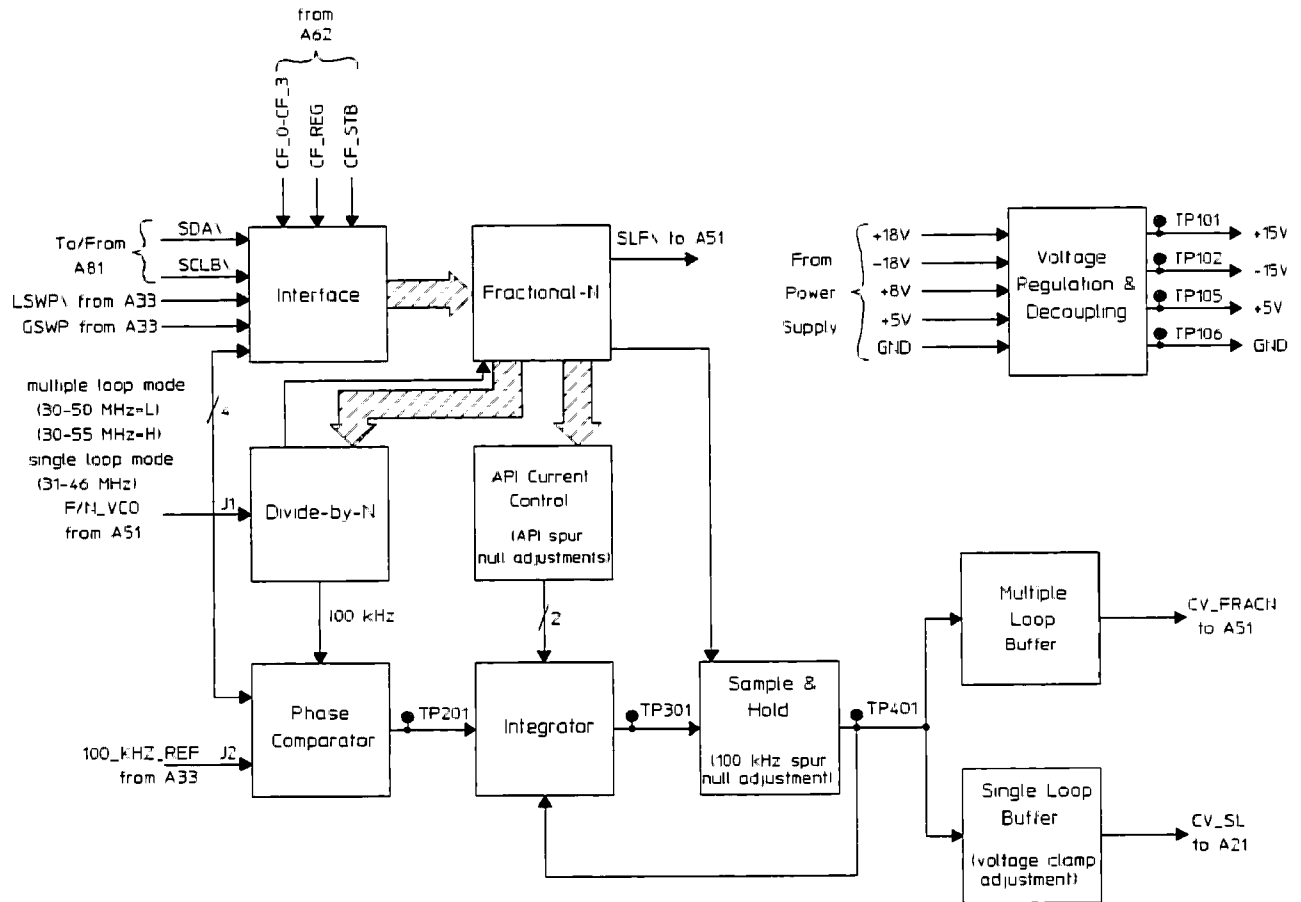 from
A62
CF_0-CF_3
CF_REG
CF_STB
To/From
A81
SDA\
SCLB\
LSWP\ from A33
GSWP from A33
Interface
Fractional-N
SLF\ to A51
From
Power
Supply
+18V
-18V
+8V
+5V
GND
Voltage
Regulation &
Decoupling
TP101
+15V
TP102
-15V
TP105
+5V
TP106
GND
multiple loop mode
(30-50 MHz=L)
(30-55 MHz=H)
single loop mode
(31-46 MHz)
4
F/N_VCO
from A51
J1
Divide-by-N
API Current
Control
(API spur
null adjustments)
100 kHz
2
Phase
Comparator
100_kHZ_REF
from A33
J2
TP201
Integrator
TP301
Sample &
Hold
(100 kHz spur
null adjustment)
TP401
Multiple
Loop
Buffer
CV_FRACN
to A51
Single Loop
Buffer
(voltage clamp
adjustment)
CV_SL
to A21